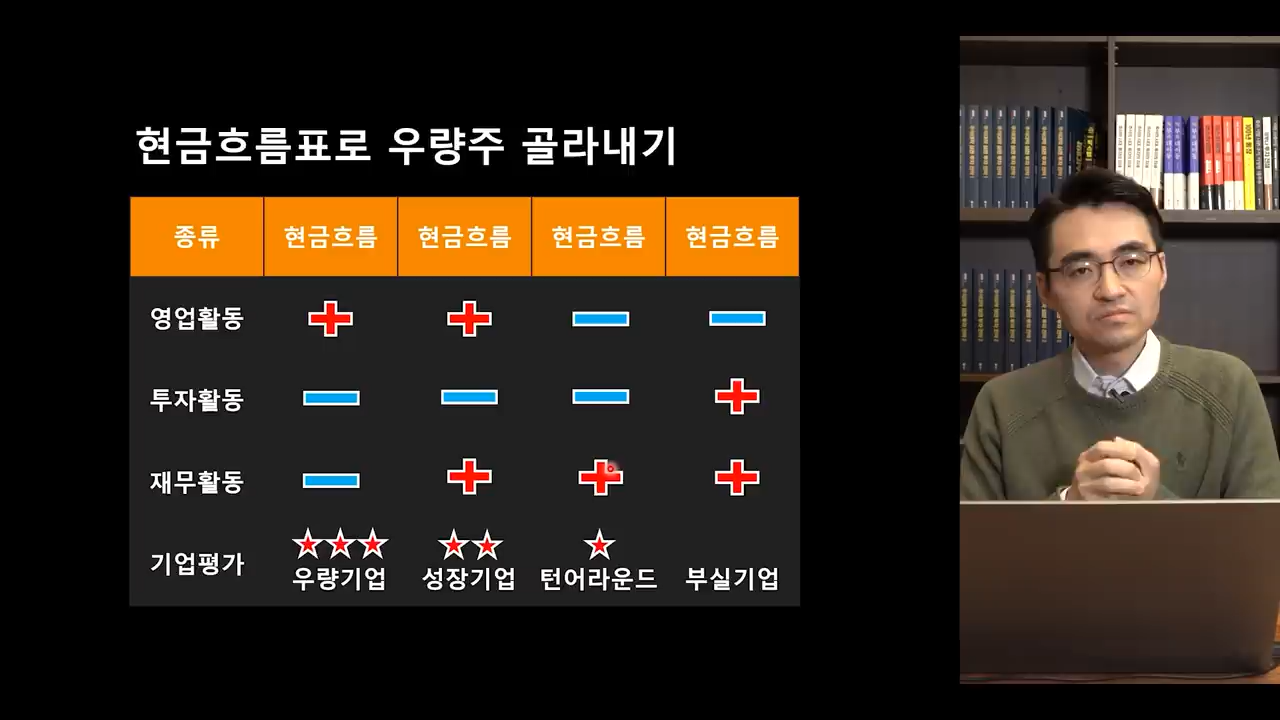 현금흐름표로 우량주 골라내기
종류 현금흐름 현금흐름 현금흐름 현금흐름
영업활동 + + - -
투자활동 - - - +
재무활동 - + + +
기업평가 ★★★ ★★ ★
우량기업 성장기업 턴어라운드 부실기업